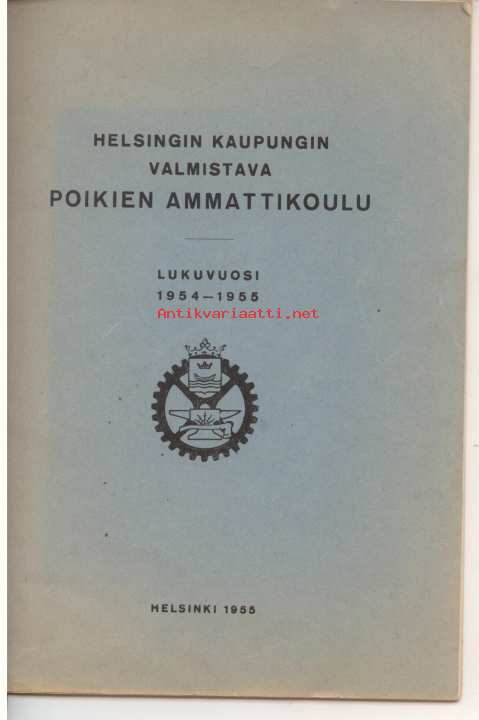 HELSINGIN KAUPUNGIN
VALMISTAVA
POIKIEN AMMATTIKOULU
LUKUVUOSI
1954—1955
Antikvariaatti.net
HELSINKI 1955